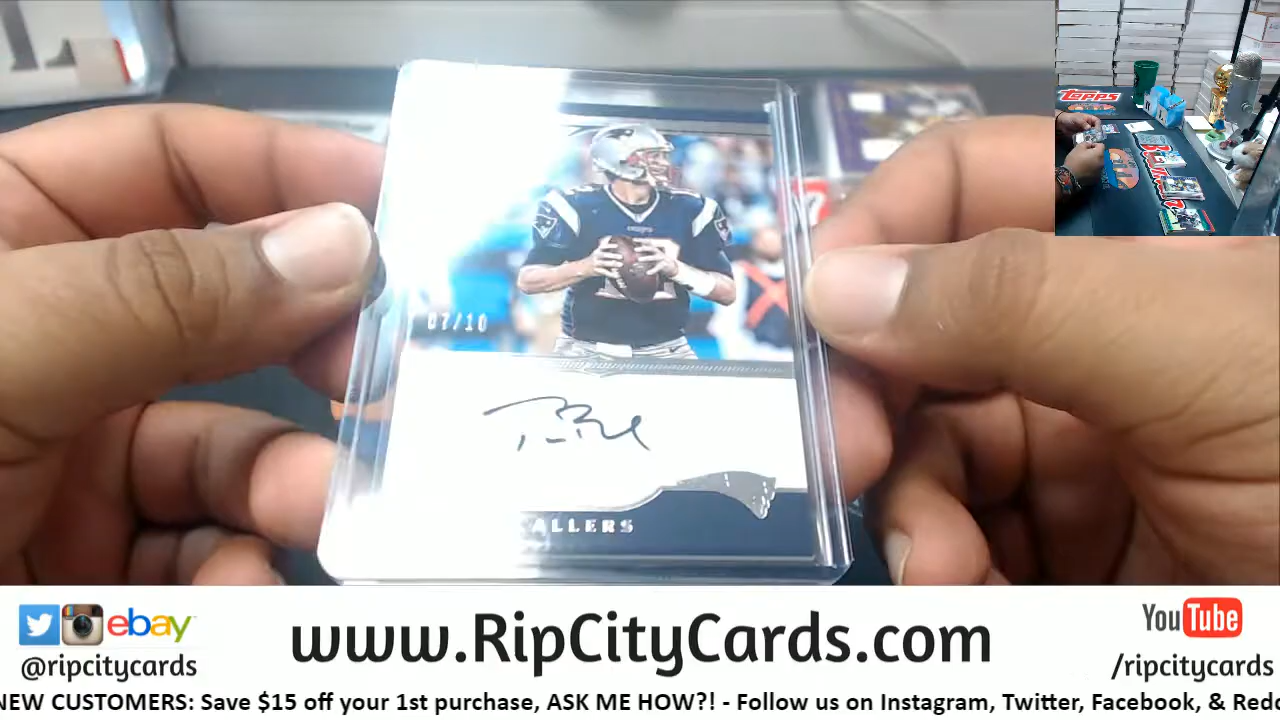 TOPPS
BOWMAN
07/10
ALLERS
ebay
@ripcitycards
www.RipCityCards.com
YouTube
/ripcitycards
NEW CUSTOMERS: Save $15 off your 1st purchase, ASK ME HOW?! - Follow us on Instagram, Twitter, Facebook, & Redd